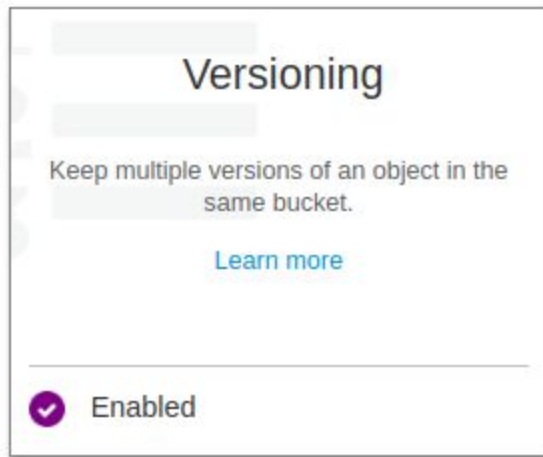 Versioning
Keep multiple versions of an object in the
same bucket.
Learn more
Enabled